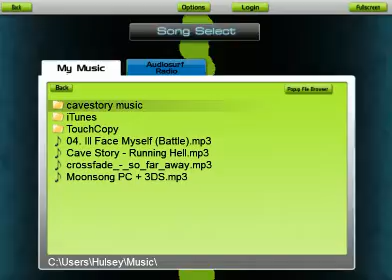 Back
Options
Login
Fullscreen
Song Select
My Music
Audiosurf
Radio
Back
Popup File Browser
cavestory music
iTunes
TouchCopy
04. Ill Face Myself (Battle).mp3
Cave Story - Running Hell.mp3
crossfade_-_so_far_away.mp3
Moonsong PC + 3DS.mp3
C:\Users\Hulsey\Music\